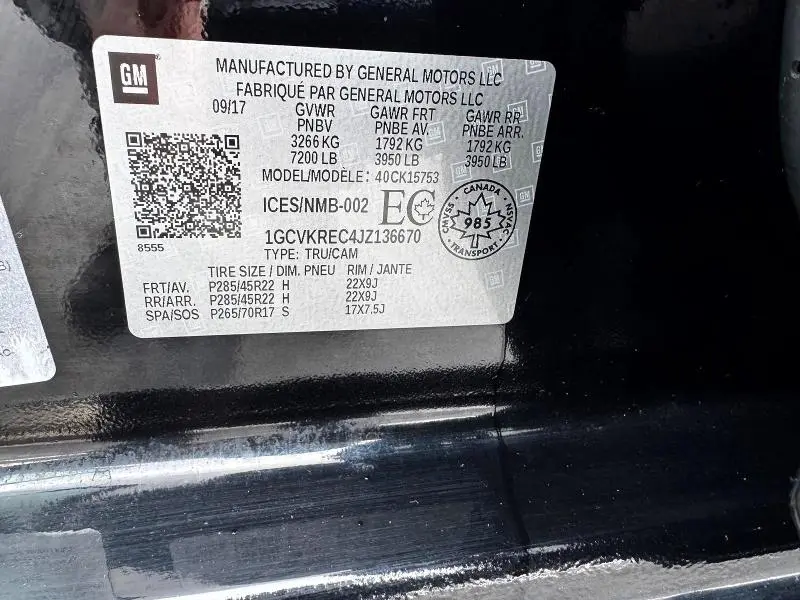 GM
MANUFACTURED BY GENERAL MOTORS LLC
FABRIQUÉ PAR GENERAL MOTORS LLC
09/17 GVWR GAWR FRT GAWR RR
PNBV PNBE AV. PNBE ARR.
3266 KG 1792 KG 1792 KG
7200 LB 3950 LB 3950 LB
MODEL/MODÈLE: 40CK15753
ICES/NMB-002 EC
CANADA
CMVSS 985 NSVAC
TRANSPORT
1GCVKREC4JZ136670
8555
TYPE: TRU/CAM
TIRE SIZE / DIM. PNEU RIM / JANTE
FRT/AV. P285/45R22 H 22X9J
RR/ARR. P285/45R22 H 22X9J
SPA/SOS P265/70R17 S 17X7.5J